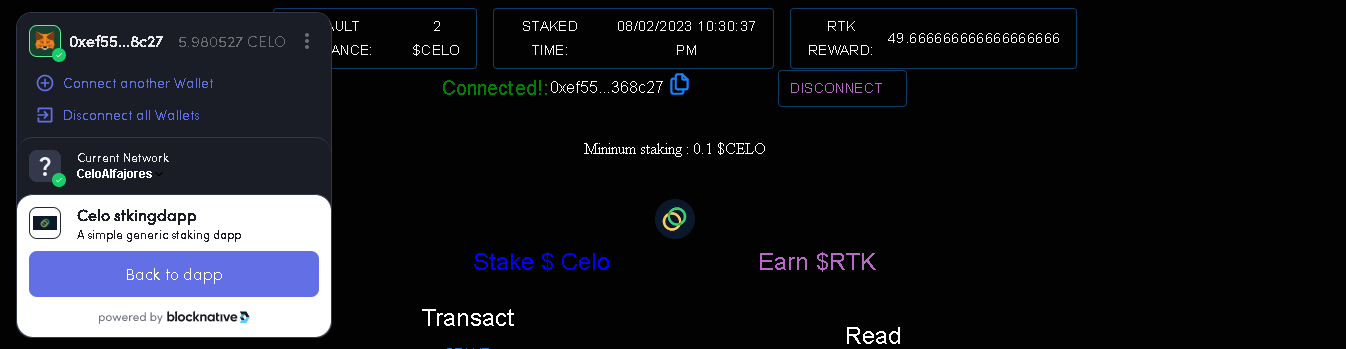 0xef55...8c27 5.980527 CELO
Connect another Wallet
Disconnect all Wallets
Current Network
CeloAlfajores
Celo stkingdapp
A simple generic staking dapp
Back to dapp
powered by blocknative
AULT 2
ANCE: $CELO
STAKED 08/02/2023 10:30:37
TIME: PM
RTK
REWARD: 49.666666666666666666
Connected!: 0xef55...368c27
DISCONNECT
Mininum staking : 0.1 $CELO
Stake $ Celo
Earn $RTK
Transact
Read